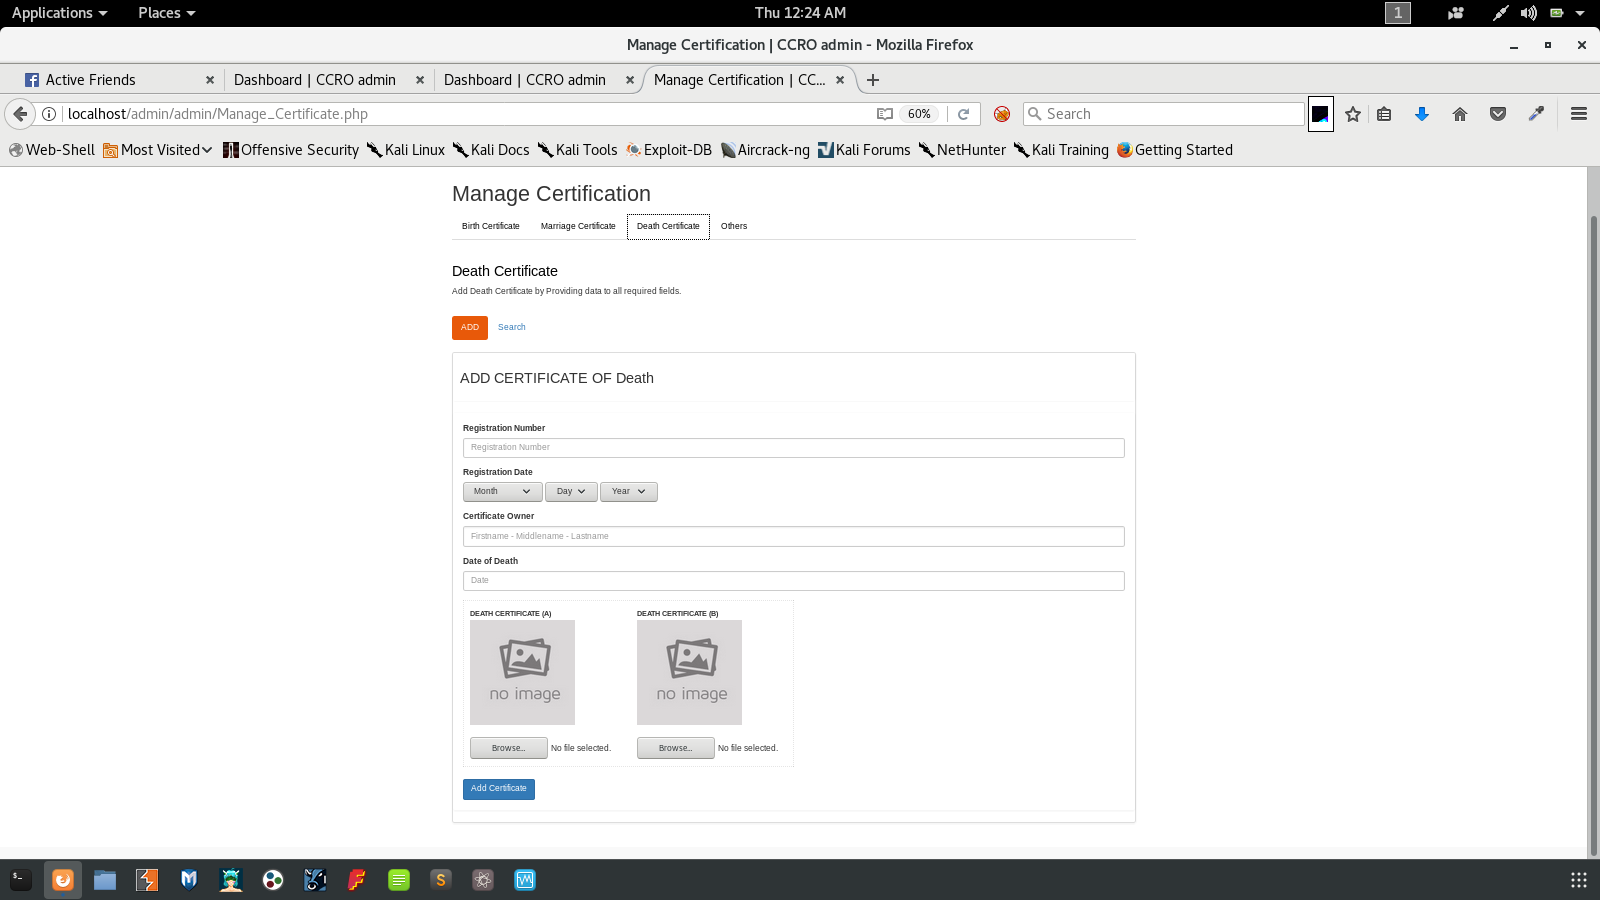 Applications Places Thu 12:24 AM 1
Manage Certification | CCRO admin - Mozilla Firefox
Active Friends Dashboard | CCRO admin Dashboard | CCRO admin Manage Certification | CC...
localhost/admin/admin/Manage_Certificate.php 60% Search
Web-Shell Most Visited Offensive Security Kali Linux Kali Docs Kali Tools Exploit-DB Aircrack-ng Kali Forums NetHunter Kali Training Getting Started
Manage Certification
Birth Certificate Marriage Certificate Death Certificate Others
Death Certificate
Add Death Certificate by Providing data to all required fields.
ADD Search
ADD CERTIFICATE OF Death
Registration Number
Registration Number
Registration Date
Month Day Year
Certificate Owner
Firstname - Middlename - Lastname
Date of Death
Date
DEATH CERTIFICATE (A) DEATH CERTIFICATE (B)
no image no image
Browse... No file selected. Browse... No file selected.
Add Certificate